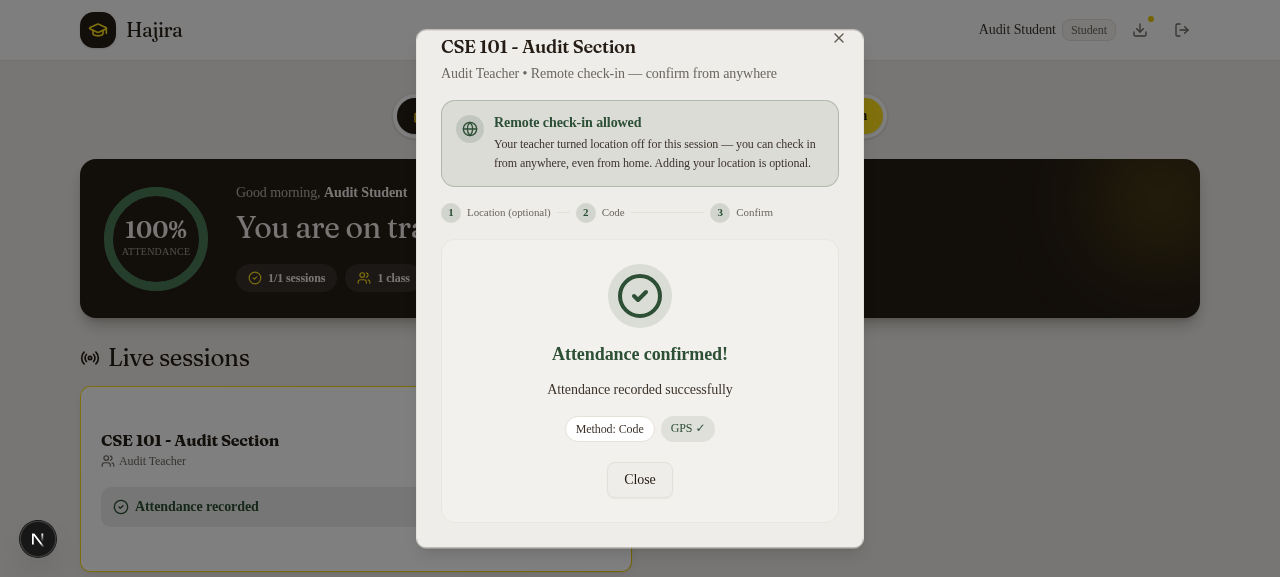 Hajira
Audit Student
Student
CSE 101 - Audit Section
Audit Teacher • Remote check-in — confirm from anywhere
Remote check-in allowed
Your teacher turned location off for this session — you can check in
from anywhere, even from home. Adding your location is optional.
1 Location (optional)
2 Code
3 Confirm
Attendance confirmed!
Attendance recorded successfully
Method: Code
GPS ✓
Close
100%
ATTENDANCE
Good morning, Audit Student
You are on
1/1 sessions
1 class
Live sessions
CSE 101 - Audit Section
Audit Teacher
Attendance recorded
N